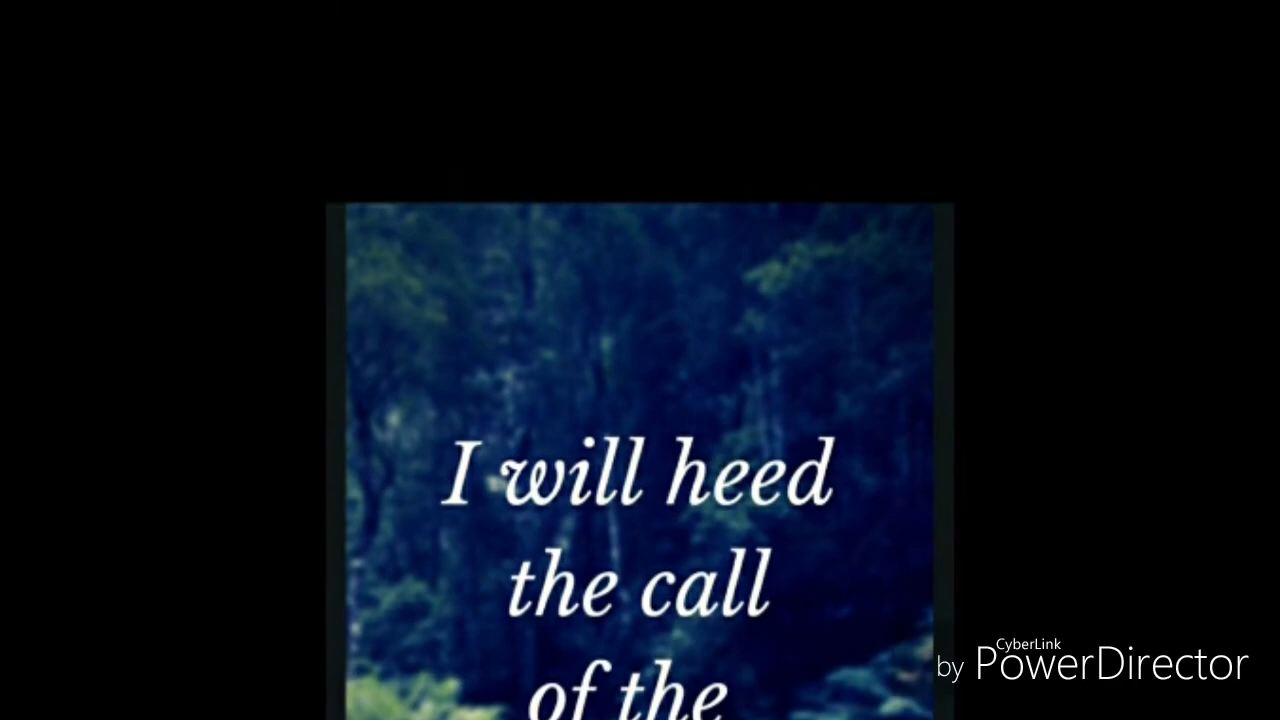 I will heed
the call
of the
CyberLink
by PowerDirector